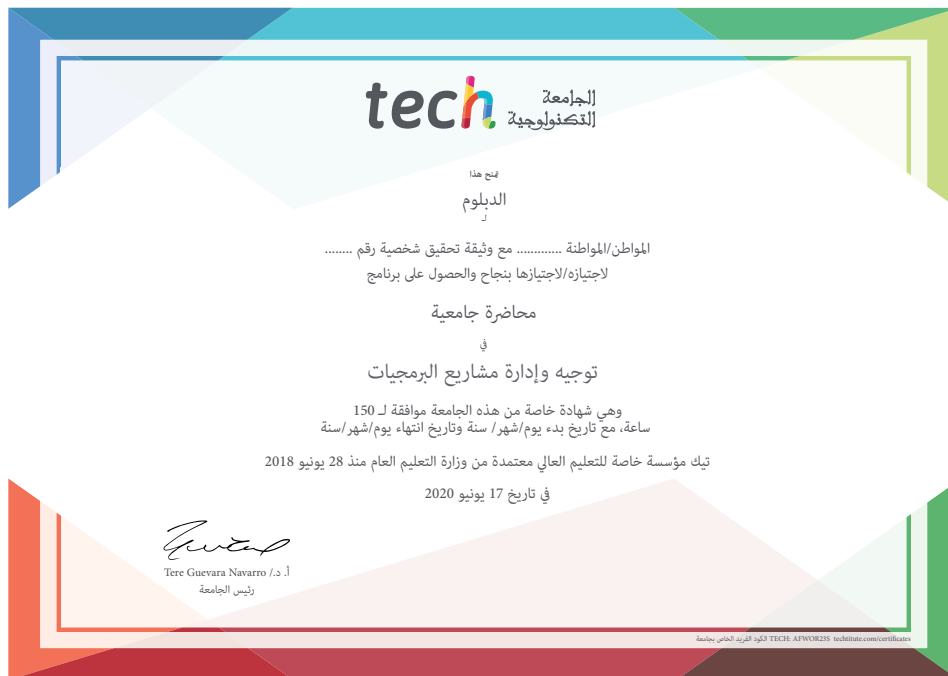 tech الجامعة
التكنولوجية
يمنح هذا
الدبلوم
لـ
المواطن/المواطنة ............. مع وثيقة تحقيق شخصية رقم ........
لاجتيازه/لاجتيازها بنجاح والحصول على برنامج
محاضرة جامعية
في
توجيه وإدارة مشاريع البرمجيات
وهي شهادة خاصة من هذه الجامعة موافقة لـ 150
ساعة، مع تاريخ بدء يوم/شهر/ سنة وتاريخ انتهاء يوم/شهر/سنة
تيك مؤسسة خاصة للتعليم العالي معتمدة من وزارة التعليم العام منذ 28 يونيو 2018
في تاريخ 17 يونيو 2020
أ. د./ Tere Guevara Navarro
رئيس الجامعة
الكود الفريد الخاص بجامعة TECH: AFWOR23S techtitute.com/certificates